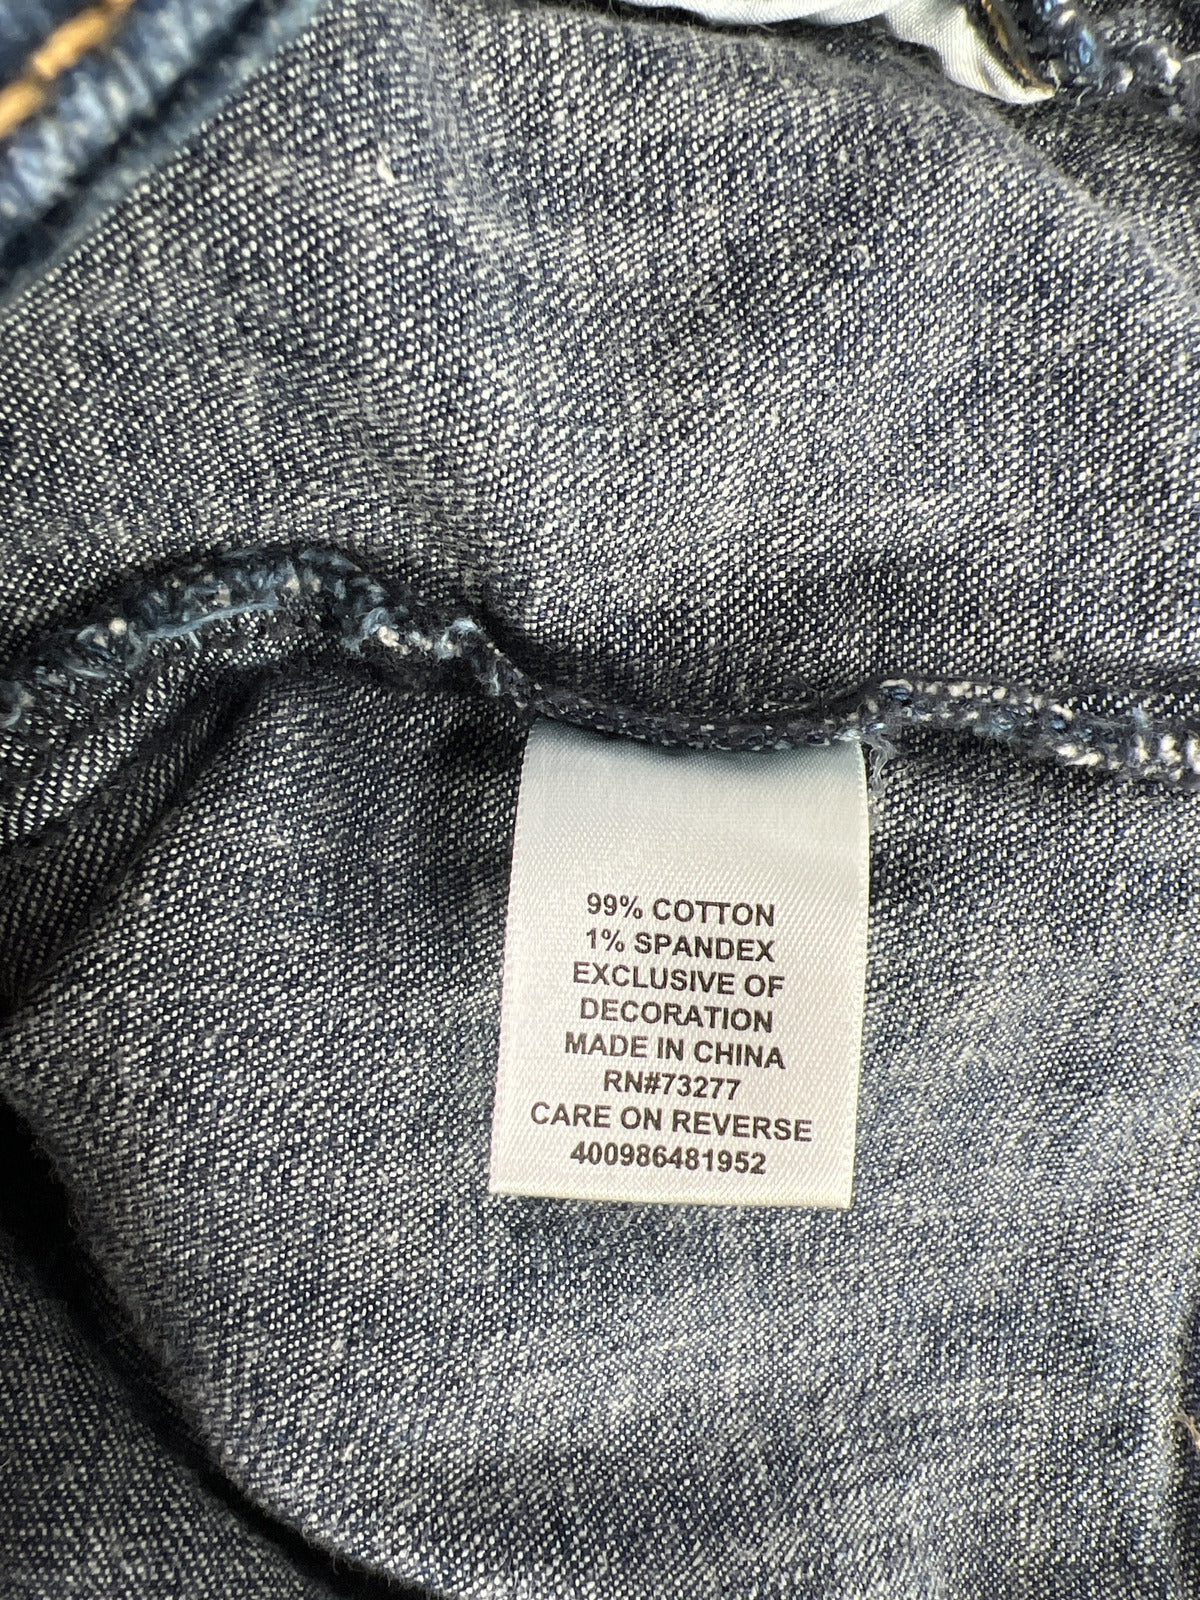 99% COTTON
1% SPANDEX
EXCLUSIVE OF
DECORATION
MADE IN CHINA
RN#73277
CARE ON REVERSE
400986481952